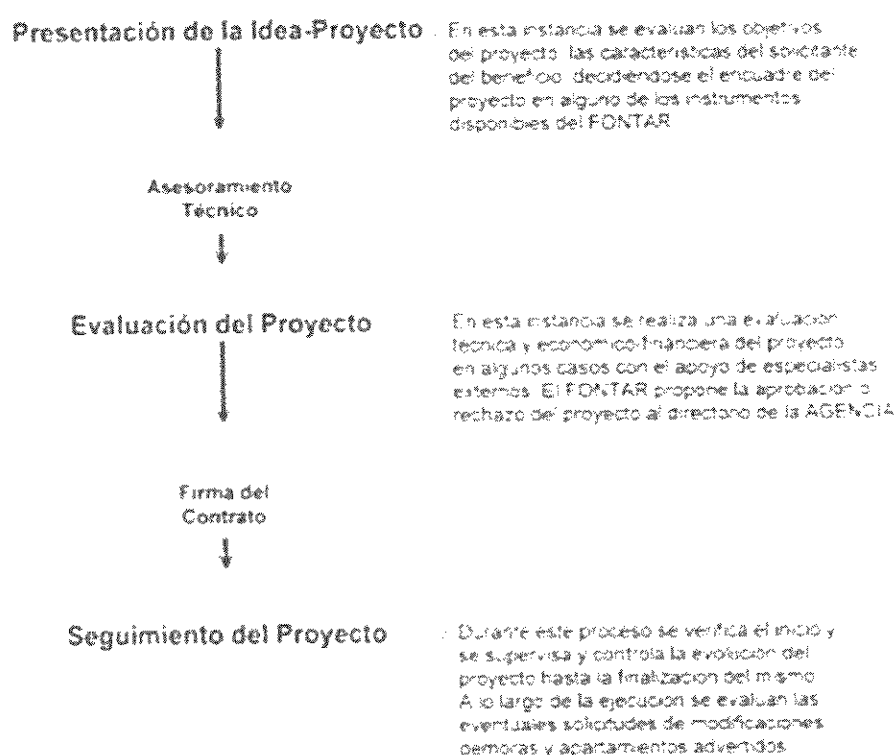 Presentación de la Idea-Proyecto
En esta instancia se evalúan los objetivos
del proyecto, las características del solicitante
del beneficio, decidiéndose el encuadre del
proyecto en alguno de los instrumentos
disponibles del FONTAR
Asesoramiento
Técnico
Evaluación del Proyecto
En esta instancia se realiza una evaluación
técnica y económico-financiera del proyecto
en algunos casos con el apoyo de especialistas
externos. El FONTAR propone la aprobación o
rechazo del proyecto al directorio de la AGENCIA
Firma del
Contrato
Seguimiento del Proyecto
Durante este proceso se verifica el inicio y
se supervisa y controla la evolución del
proyecto hasta la finalización del mismo
A lo largo de la ejecución se evalúan las
eventuales solicitudes de modificaciones
demoras y apartamientos advertidos